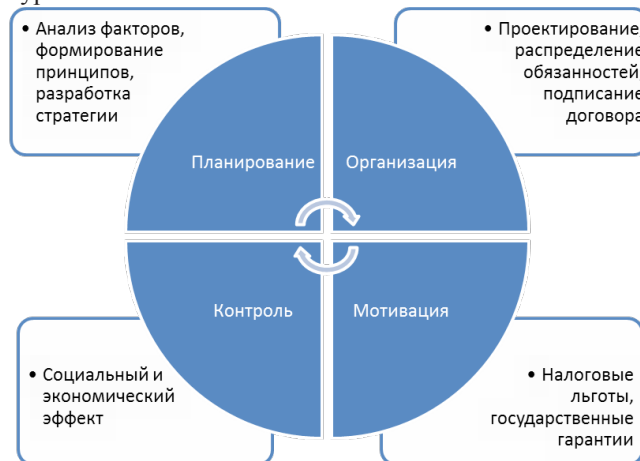 • Анализ факторов,
формирование
принципов,
разработка
стратегии
• Проектирование,
распределение
обязанностей,
подписание
договора
Планирование
Организация
Контроль
Мотивация
• Социальный и
экономический
эффект
• Налоговые
льготы,
государственные
гарантии